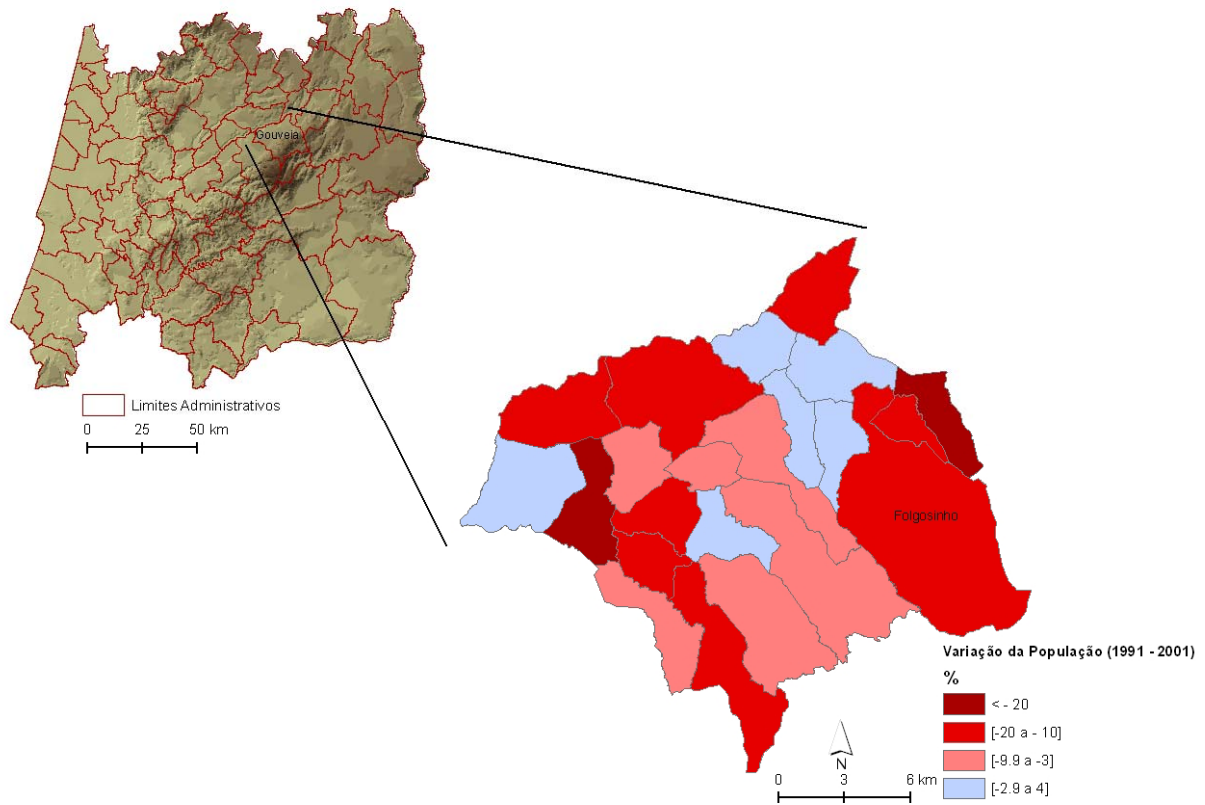 Gouveia
Limites Administrativos
0 25 50 km
Folgosinho
Variação da População (1991 - 2001)
%
< - 20
[-20 a - 10]
[-9.9 a -3]
[-2.9 a 4]
N
0 3 6 km